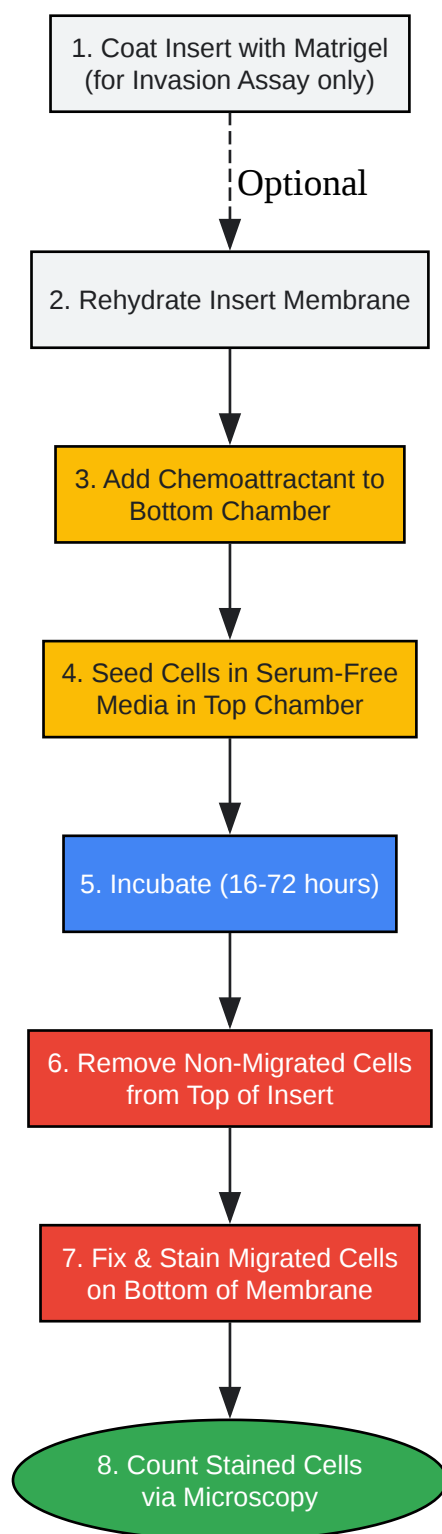 1. Coat Insert with Matrigel
(for Invasion Assay only)
Optional
2. Rehydrate Insert Membrane
3. Add Chemoattractant to
Bottom Chamber
4. Seed Cells in Serum-Free
Media in Top Chamber
5. Incubate (16-72 hours)
6. Remove Non-Migrated Cells
from Top of Insert
7. Fix & Stain Migrated Cells
on Bottom of Membrane
8. Count Stained Cells
via Microscopy